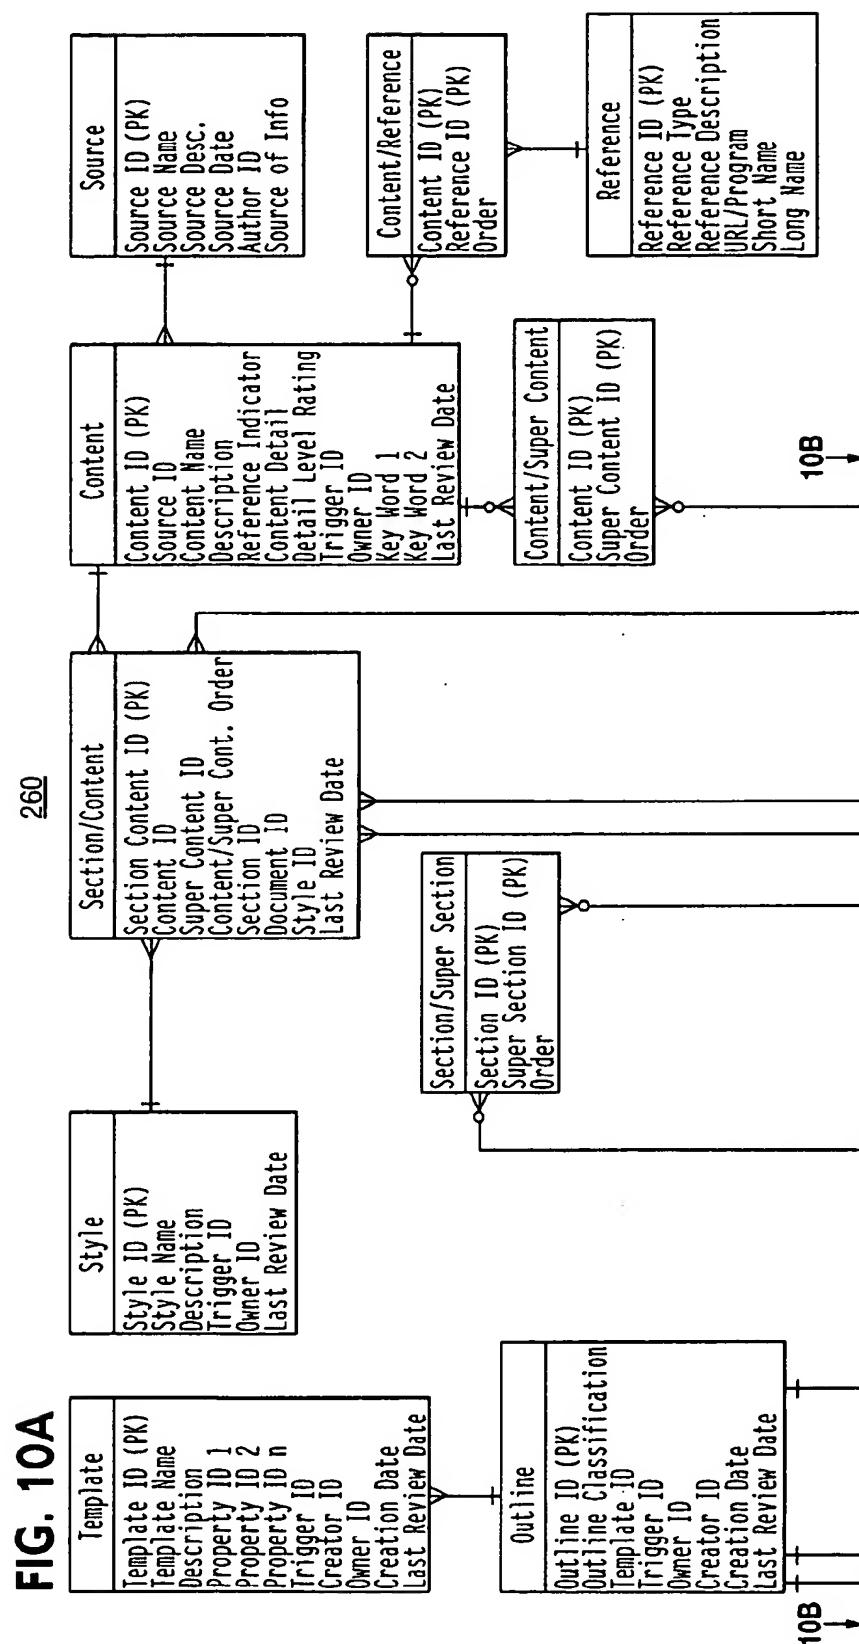 FIG. 10A
260
Template
Template ID (PK)
Template Name
Description
Property ID 1
Property ID 2
Property ID n
Trigger ID
Creator ID
Owner ID
Creation Date
Last Review Date
Style
Style ID (PK)
Style Name
Description
Trigger ID
Owner ID
Last Review Date
Section/Content
Section Content ID (PK)
Content ID
Super Content ID
Content/Super Cont. Order
Section ID
Document ID
Style ID
Last Review Date
Content
Content ID (PK)
Source ID
Content Name
Description
Reference Indicator
Content Detail
Detail Level Rating
Trigger ID
Owner ID
Key Word 1
Key Word 2
Last Review Date
Source
Source ID (PK)
Source Name
Source Desc.
Source Date
Author ID
Source of Info
Content/Reference
Content ID (PK)
Reference ID (PK)
Order
Section/Super Section
Section ID (PK)
Super Section ID (PK)
Order
Content/Super Content
Content ID (PK)
Super Content ID (PK)
Order
Reference
Reference ID (PK)
Reference Type
Reference Description
URL/Program
Short Name
Long Name
Outline
Outline ID (PK)
Outline Classification
Template ID
Trigger ID
Owner ID
Creator ID
Creation Date
Last Review Date
10B
10B